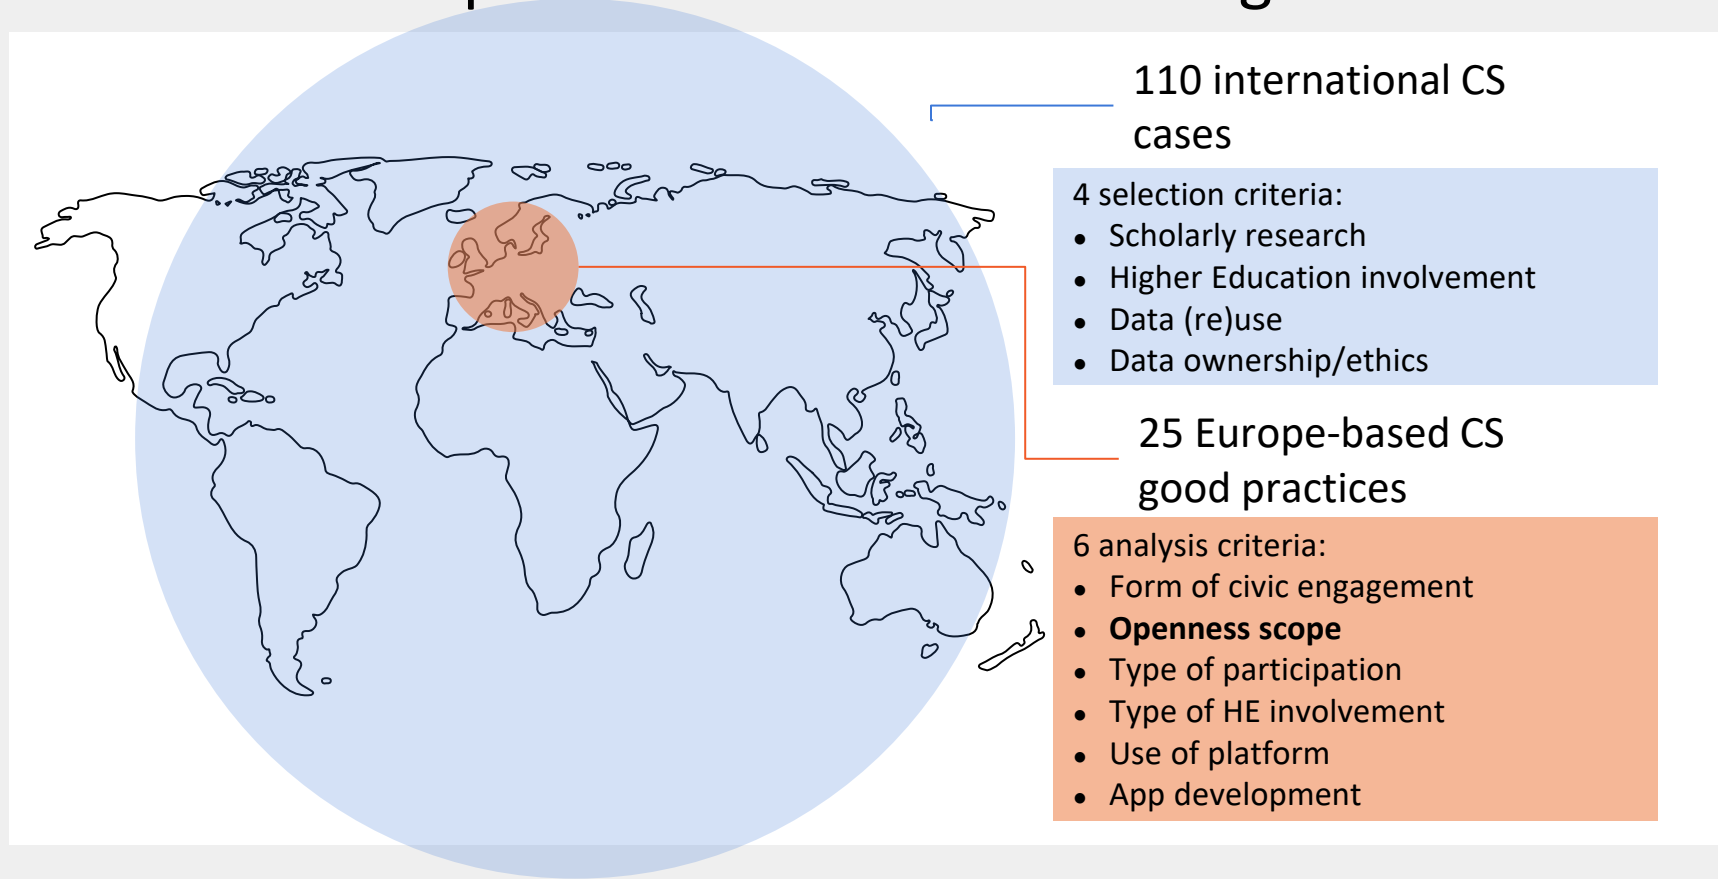 110 international CS
cases
4 selection criteria:
• Scholarly research
• Higher Education involvement
• Data (re)use
• Data ownership/ethics
25 Europe-based CS
good practices
6 analysis criteria:
• Form of civic engagement
• Openness scope
• Type of participation
• Type of HE involvement
• Use of platform
• App development